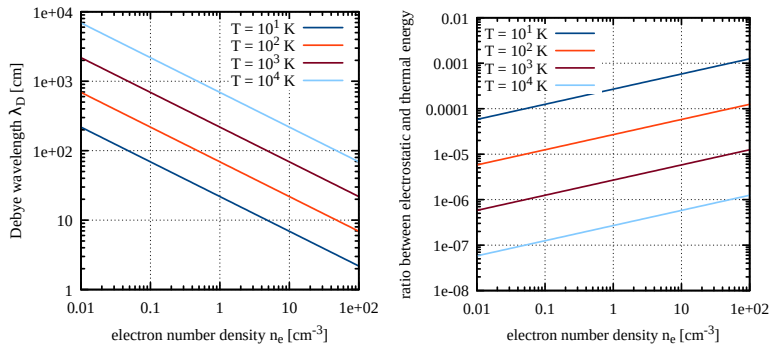 1e+04
1e+03
1e+02
10
1
0.01
0.1
1
10
1e+02
Debye wavelength λD [cm]
electron number density ne [cm-3]
T = 10¹ K
T = 10² K
T = 10³ K
T = 10⁴ K
0.01
0.001
0.0001
1e-05
1e-06
1e-07
1e-08
0.01
0.1
1
10
1e+02
ratio between electrostatic and thermal energy
electron number density ne [cm-3]
T = 10¹ K
T = 10² K
T = 10³ K
T = 10⁴ K